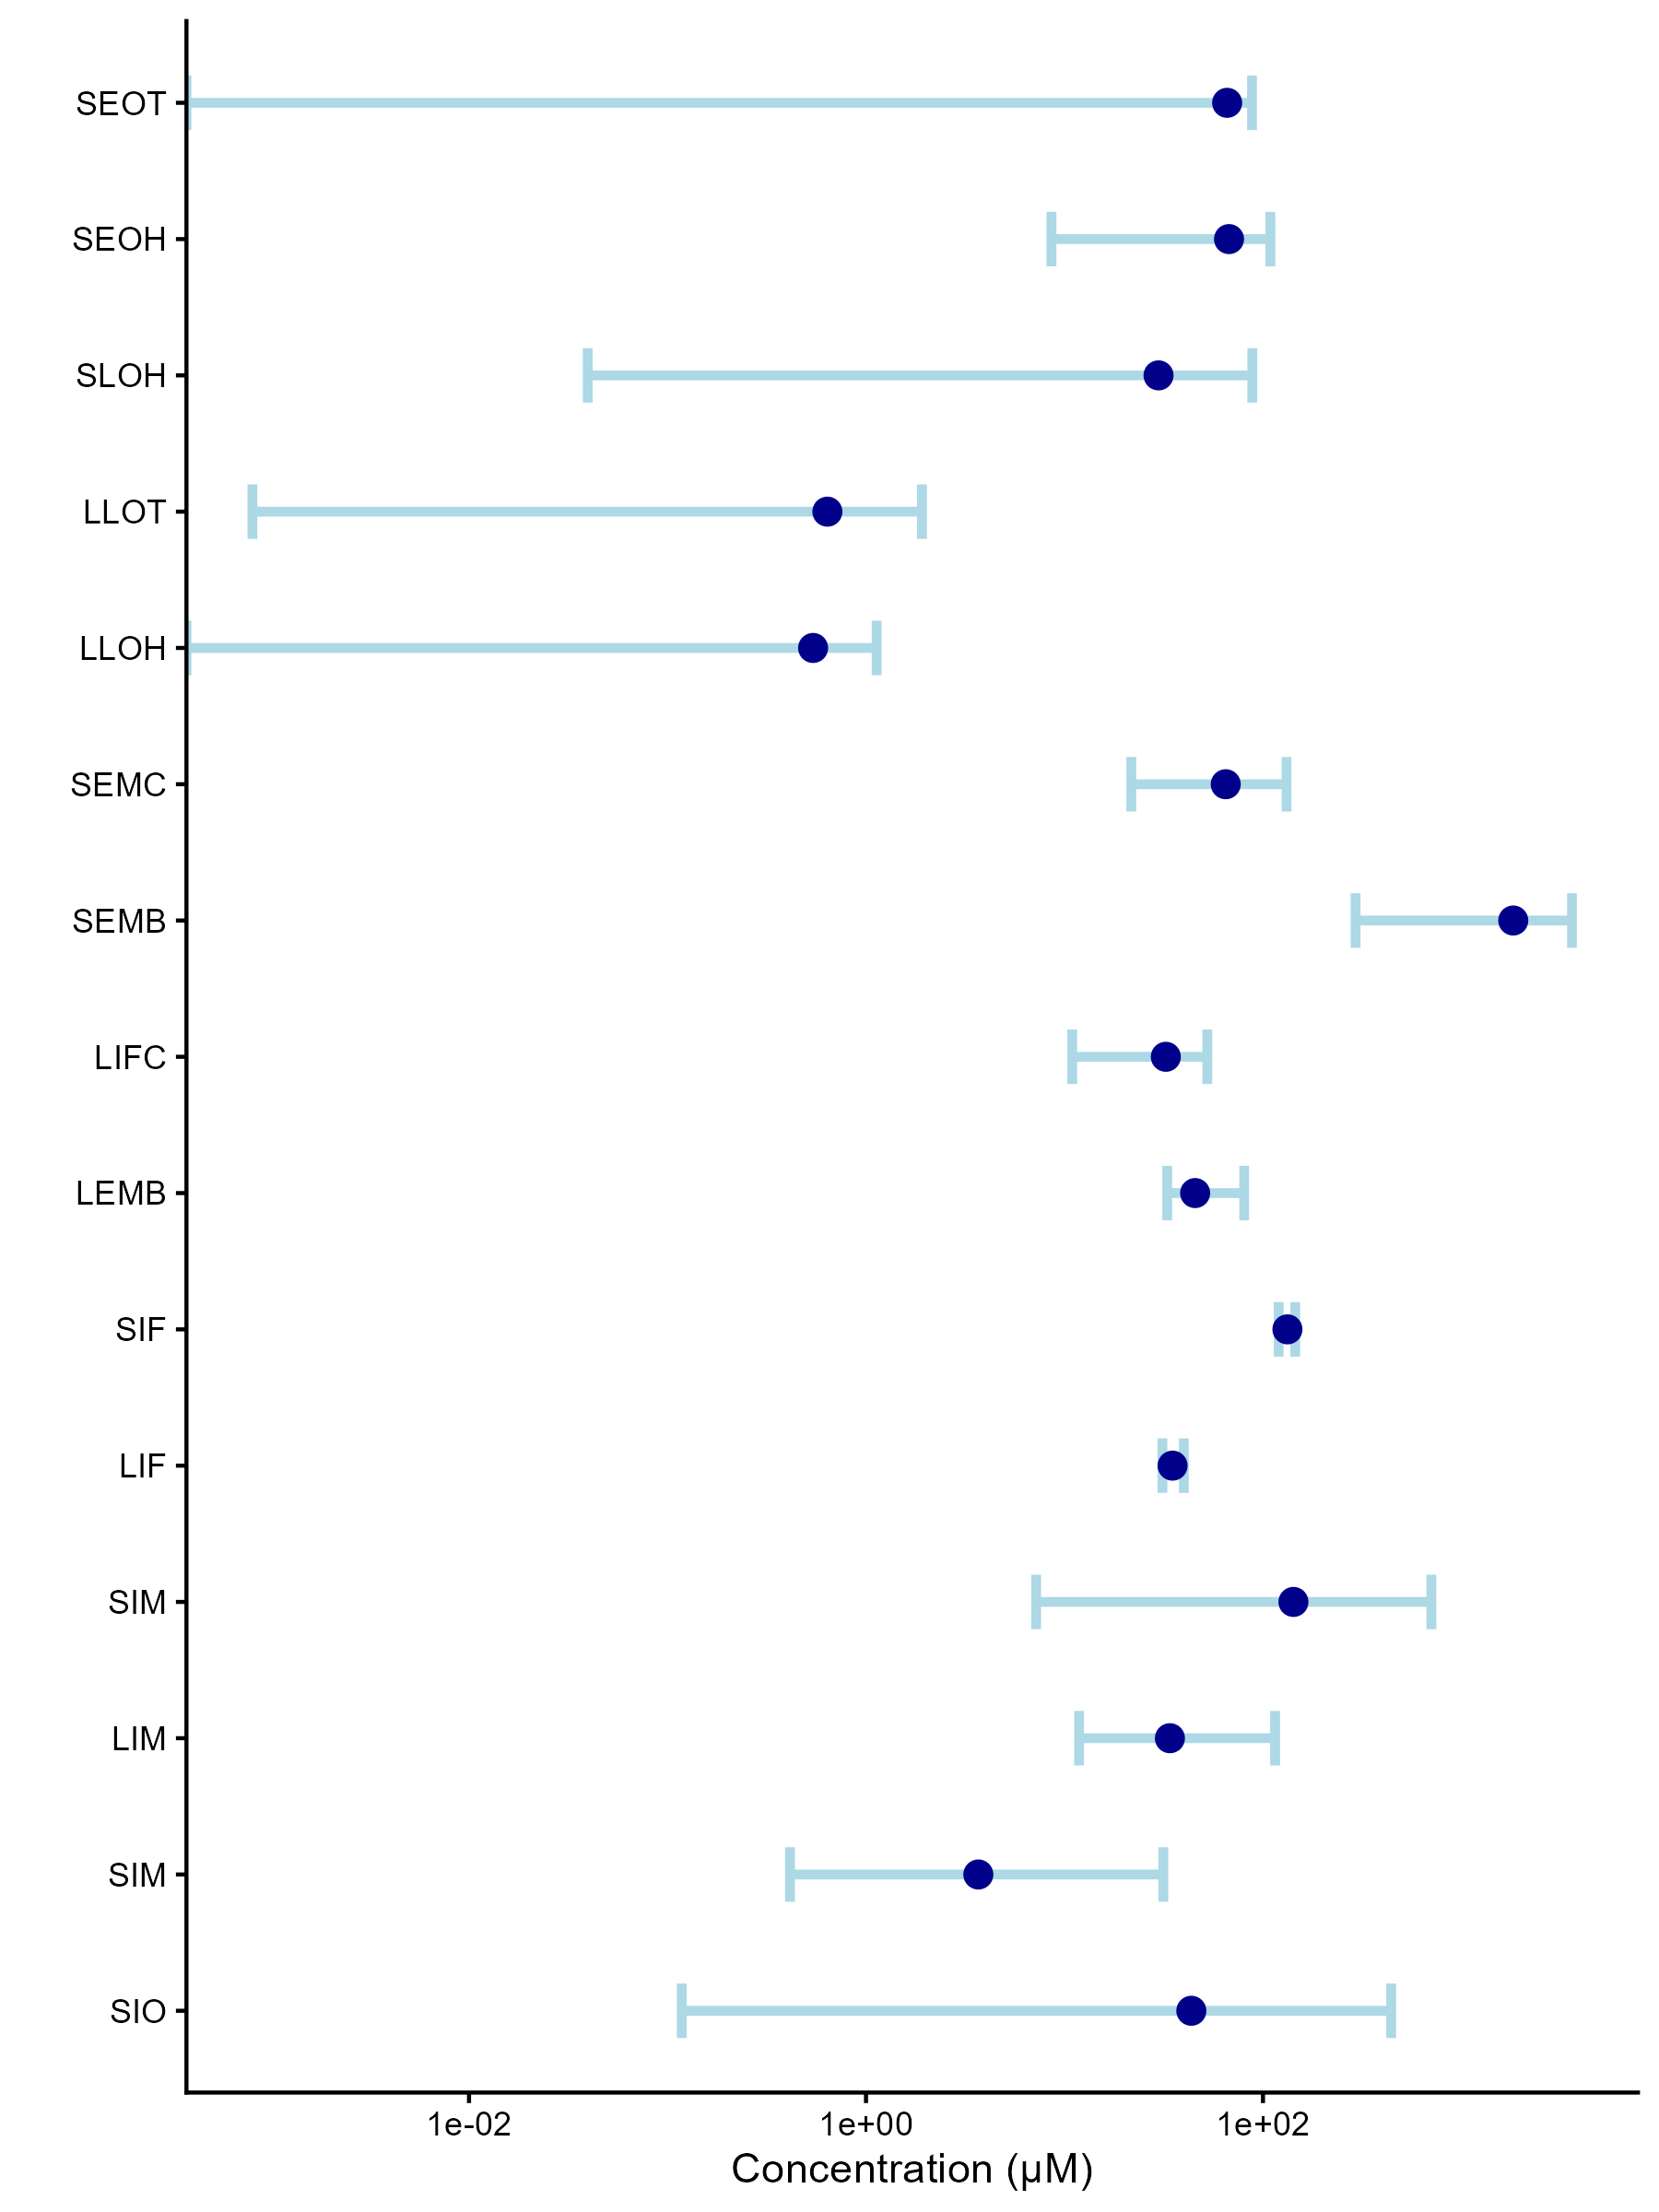 SEOT
SEOH
SLOH
LLOT
LLOH
SEMC
SEMB
LIFC
LEMB
SIF
LIF
SIM
LIM
SIM
SIO
1e-02 1e+00 1e+02
Concentration (µM)